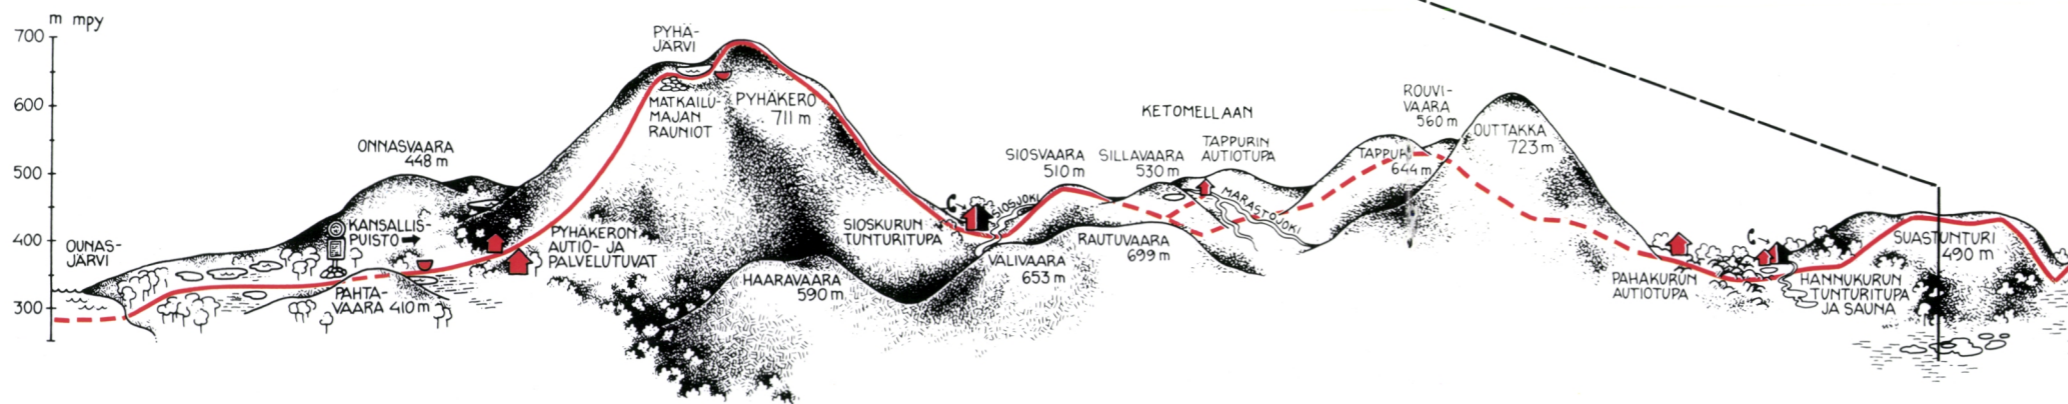 m mpy
700
600
500
400
300
OUNAS-
JÄRVI
ONNASVAARA
448 m
KANSALLIS-
PUISTO
PAHTA-
VAARA 410 m
PYHÄKERON
AUTIO- JA
PALVELUTUVAT
PYHÄ-
JÄRVI
MATKAILU-
MAJAN
RAUNIOT
PYHÄKERO
711 m
HAARAVAARA
590 m
SIOSKURUN
TUNTURITUPA
SIOSJOKI
VÄLIVAARA
653 m
SIOSVAARA
510 m
RAUTUVAARA
699 m
SILLAVAARA
530 m
KETOMELLAAN
TAPPURIN
AUTIOTUPA
MARASTOJOKI
TAPPURI
644 m
ROUVI-
VAARA
560 m
OUTTAKKA
723 m
PAHAKURUN
AUTIOTUPA
HANNUKURUN
TUNTURITUPA
JA SAUNA
SUASTUNTURI
490 m